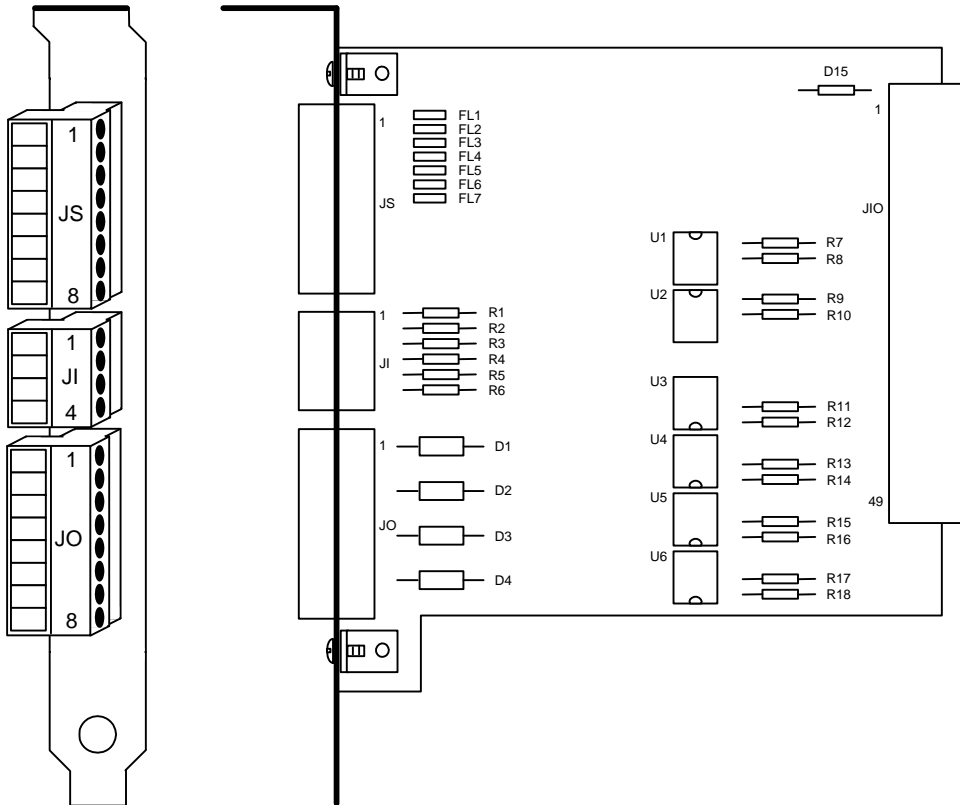 1
JS
8
1
JI
4
1
JO
8
1
JS
FL1
FL2
FL3
FL4
FL5
FL6
FL7
1
JI
R1
R2
R3
R4
R5
R6
1
JO
D1
D2
D3
D4
D15
1
JIO
49
U1
R7
R8
U2
R9
R10
U3
R11
R12
U4
R13
R14
U5
R15
R16
U6
R17
R18